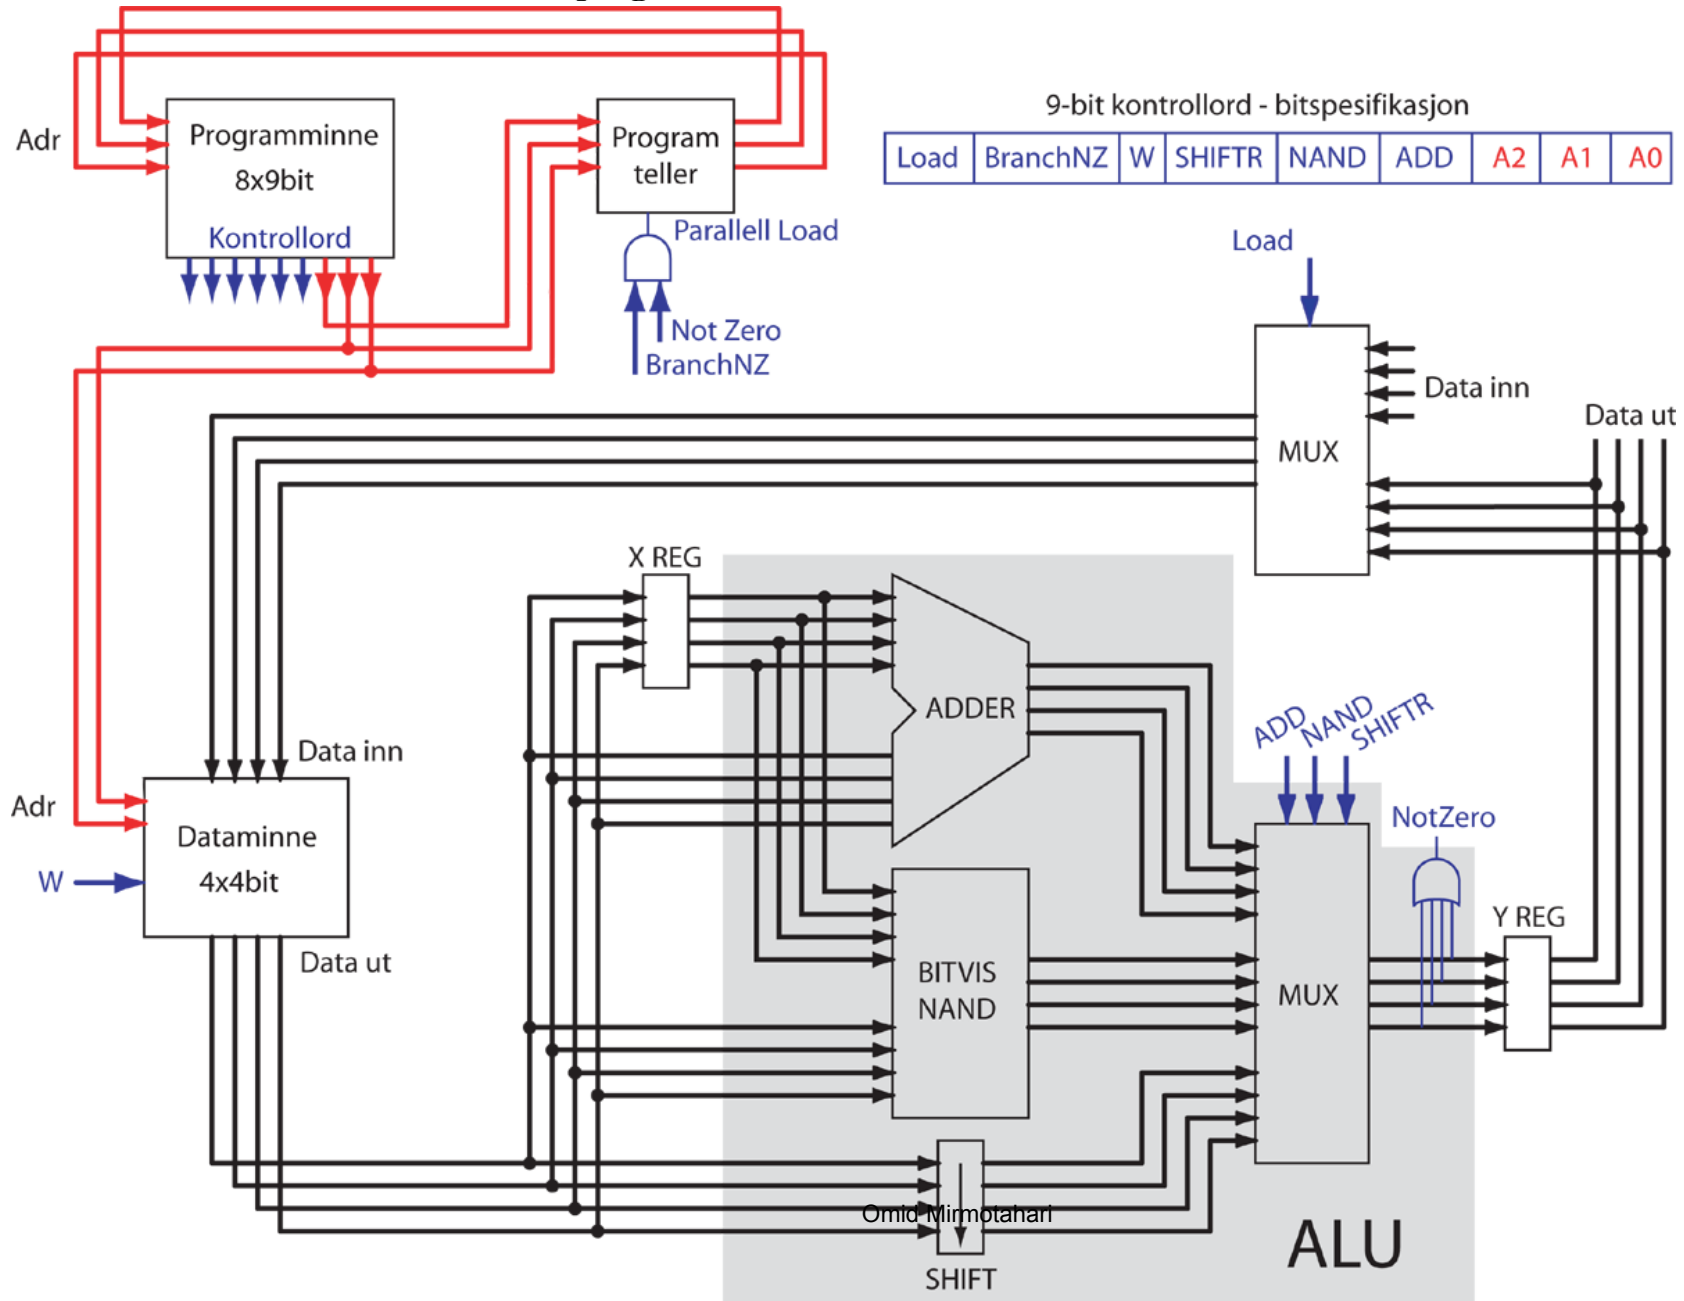 Adr
Programminne
8x9bit
Kontrollord
Program
teller
Parallell Load
Not Zero
BranchNZ
9-bit kontrollord - bitspesifikasjon
Load BranchNZ W SHIFTR NAND ADD A2 A1 A0
Load
Data inn
Data ut
MUX
X REG
ADDER
ADD
NAND
SHIFTR
NotZero
Data inn
Adr
Dataminne
4x4bit
W
Data ut
BITVIS
NAND
MUX
Y REG
Omid Mirmotahari
SHIFT
ALU